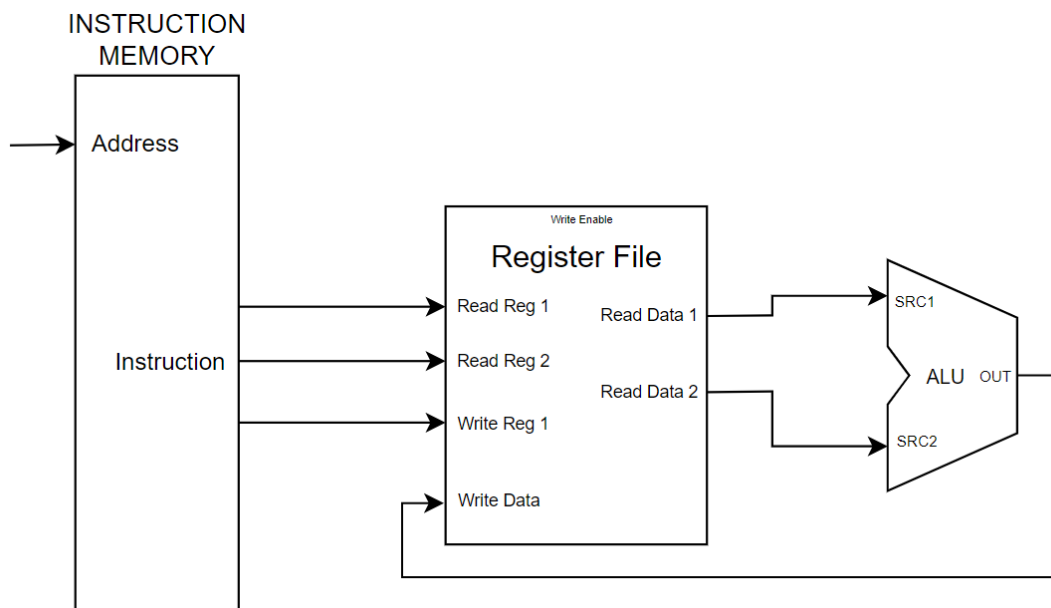 INSTRUCTION
MEMORY
Address
Instruction
Write Enable
Register File
Read Reg 1
Read Data 1
Read Reg 2
Read Data 2
Write Reg 1
Write Data
SRC1
ALU
OUT
SRC2